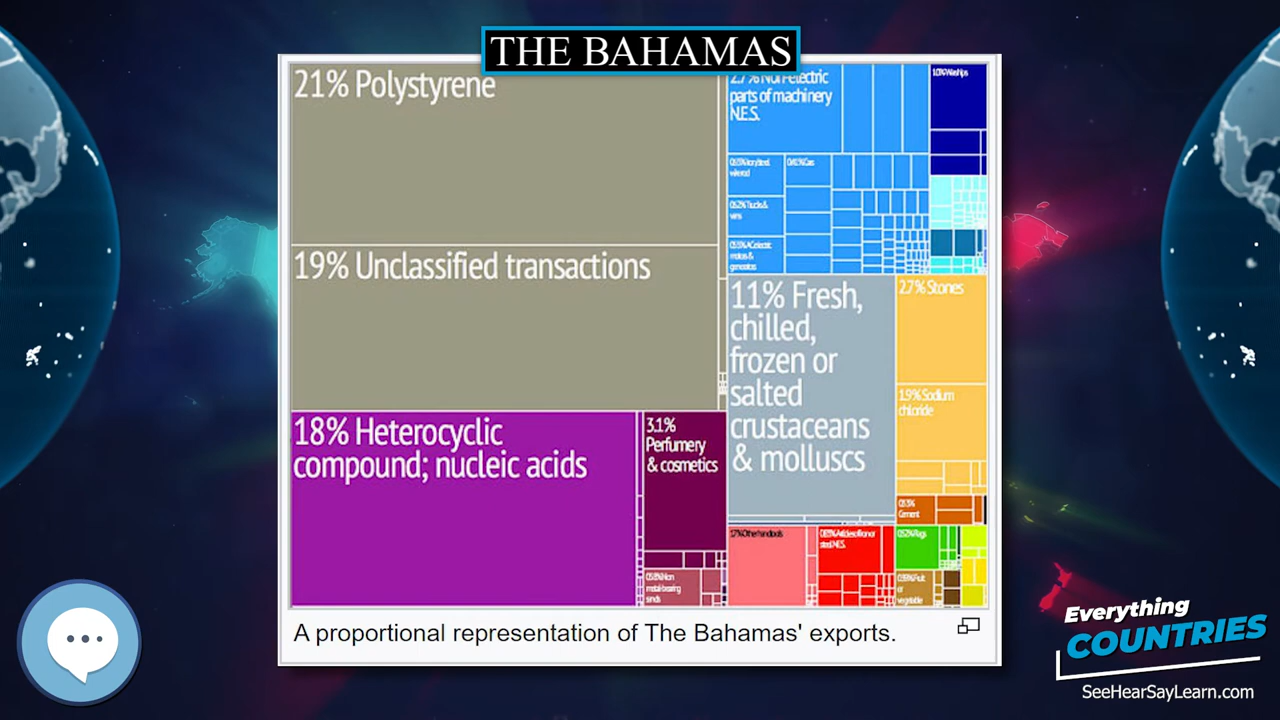 THE BAHAMAS
21% Polystyrene
19% Unclassified transactions
18% Heterocyclic
compound; nucleic acids
3.1%
Perfumery
& cosmetics
2.7% Non-electric
parts of machinery
N.E.S.
11% Fresh,
chilled,
frozen or
salted
crustaceans
& molluscs
2.7% Stones
1.9% Sodium
chloride
Cement
A proportional representation of The Bahamas' exports.
Everything
COUNTRIES
SeeHearSayLearn.com